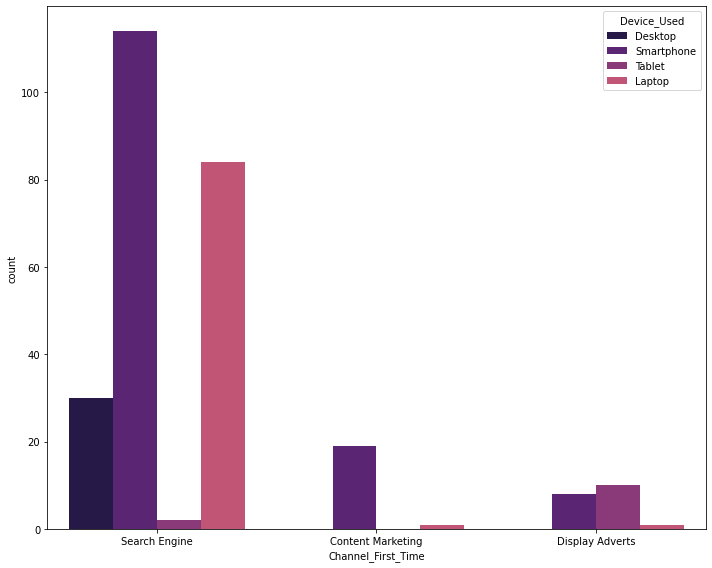 Device_Used
Desktop
Smartphone
Tablet
Laptop
100
80
60
40
20
0
count
Search Engine
Content Marketing
Display Adverts
Channel_First_Time